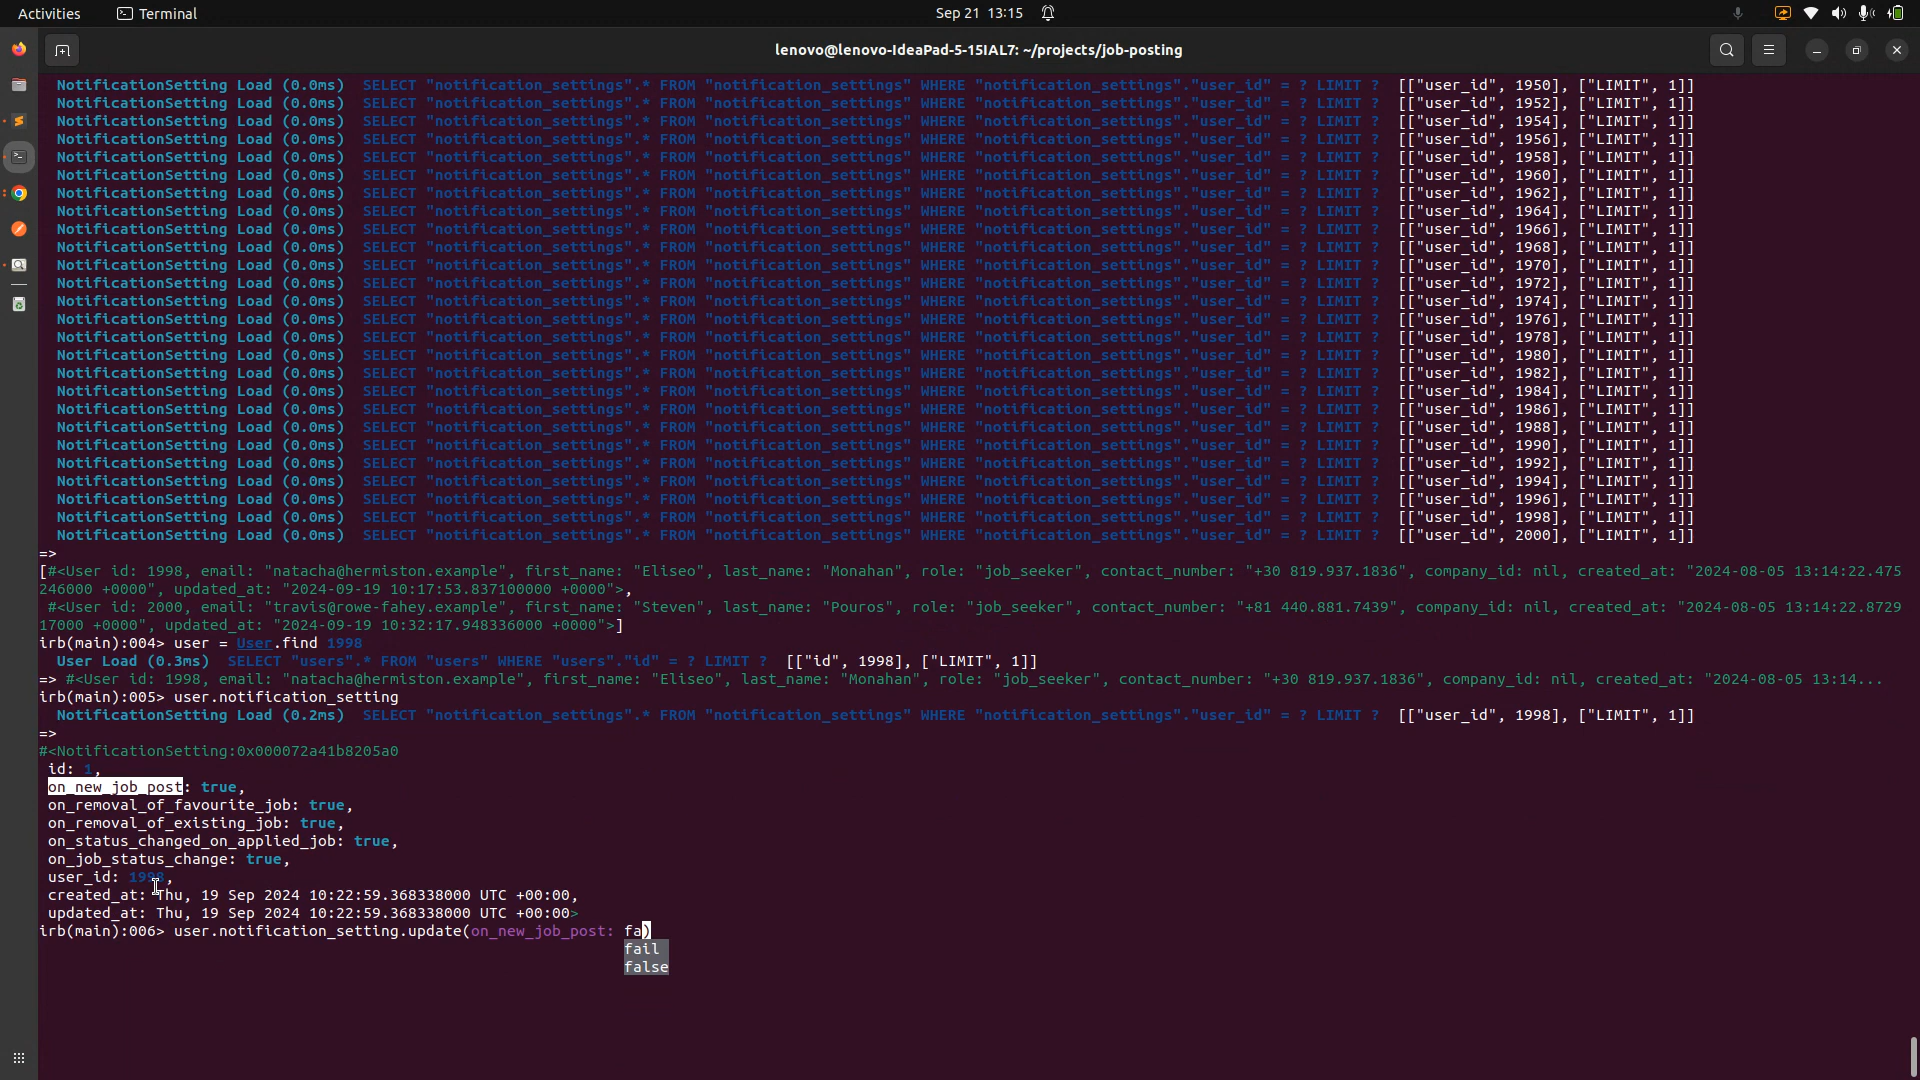 Activities Terminal Sep 21 13:15
lenovo@lenovo-IdeaPad-5-15IAL7: ~/projects/job-posting
NotificationSetting Load (0.0ms) SELECT "notification_settings".* FROM "notification_settings" WHERE "notification_settings"."user_id" = ? LIMIT ? [["user_id", 1950], ["LIMIT", 1]]
NotificationSetting Load (0.0ms) SELECT "notification_settings".* FROM "notification_settings" WHERE "notification_settings"."user_id" = ? LIMIT ? [["user_id", 1952], ["LIMIT", 1]]
NotificationSetting Load (0.0ms) SELECT "notification_settings".* FROM "notification_settings" WHERE "notification_settings"."user_id" = ? LIMIT ? [["user_id", 1954], ["LIMIT", 1]]
NotificationSetting Load (0.0ms) SELECT "notification_settings".* FROM "notification_settings" WHERE "notification_settings"."user_id" = ? LIMIT ? [["user_id", 1956], ["LIMIT", 1]]
NotificationSetting Load (0.0ms) SELECT "notification_settings".* FROM "notification_settings" WHERE "notification_settings"."user_id" = ? LIMIT ? [["user_id", 1958], ["LIMIT", 1]]
NotificationSetting Load (0.0ms) SELECT "notification_settings".* FROM "notification_settings" WHERE "notification_settings"."user_id" = ? LIMIT ? [["user_id", 1960], ["LIMIT", 1]]
NotificationSetting Load (0.0ms) SELECT "notification_settings".* FROM "notification_settings" WHERE "notification_settings"."user_id" = ? LIMIT ? [["user_id", 1962], ["LIMIT", 1]]
NotificationSetting Load (0.0ms) SELECT "notification_settings".* FROM "notification_settings" WHERE "notification_settings"."user_id" = ? LIMIT ? [["user_id", 1964], ["LIMIT", 1]]
NotificationSetting Load (0.0ms) SELECT "notification_settings".* FROM "notification_settings" WHERE "notification_settings"."user_id" = ? LIMIT ? [["user_id", 1966], ["LIMIT", 1]]
NotificationSetting Load (0.0ms) SELECT "notification_settings".* FROM "notification_settings" WHERE "notification_settings"."user_id" = ? LIMIT ? [["user_id", 1968], ["LIMIT", 1]]
NotificationSetting Load (0.0ms) SELECT "notification_settings".* FROM "notification_settings" WHERE "notification_settings"."user_id" = ? LIMIT ? [["user_id", 1970], ["LIMIT", 1]]
NotificationSetting Load (0.0ms) SELECT "notification_settings".* FROM "notification_settings" WHERE "notification_settings"."user_id" = ? LIMIT ? [["user_id", 1972], ["LIMIT", 1]]
NotificationSetting Load (0.0ms) SELECT "notification_settings".* FROM "notification_settings" WHERE "notification_settings"."user_id" = ? LIMIT ? [["user_id", 1974], ["LIMIT", 1]]
NotificationSetting Load (0.0ms) SELECT "notification_settings".* FROM "notification_settings" WHERE "notification_settings"."user_id" = ? LIMIT ? [["user_id", 1976], ["LIMIT", 1]]
NotificationSetting Load (0.0ms) SELECT "notification_settings".* FROM "notification_settings" WHERE "notification_settings"."user_id" = ? LIMIT ? [["user_id", 1978], ["LIMIT", 1]]
NotificationSetting Load (0.0ms) SELECT "notification_settings".* FROM "notification_settings" WHERE "notification_settings"."user_id" = ? LIMIT ? [["user_id", 1980], ["LIMIT", 1]]
NotificationSetting Load (0.0ms) SELECT "notification_settings".* FROM "notification_settings" WHERE "notification_settings"."user_id" = ? LIMIT ? [["user_id", 1982], ["LIMIT", 1]]
NotificationSetting Load (0.0ms) SELECT "notification_settings".* FROM "notification_settings" WHERE "notification_settings"."user_id" = ? LIMIT ? [["user_id", 1984], ["LIMIT", 1]]
NotificationSetting Load (0.0ms) SELECT "notification_settings".* FROM "notification_settings" WHERE "notification_settings"."user_id" = ? LIMIT ? [["user_id", 1986], ["LIMIT", 1]]
NotificationSetting Load (0.0ms) SELECT "notification_settings".* FROM "notification_settings" WHERE "notification_settings"."user_id" = ? LIMIT ? [["user_id", 1988], ["LIMIT", 1]]
NotificationSetting Load (0.0ms) SELECT "notification_settings".* FROM "notification_settings" WHERE "notification_settings"."user_id" = ? LIMIT ? [["user_id", 1990], ["LIMIT", 1]]
NotificationSetting Load (0.0ms) SELECT "notification_settings".* FROM "notification_settings" WHERE "notification_settings"."user_id" = ? LIMIT ? [["user_id", 1992], ["LIMIT", 1]]
NotificationSetting Load (0.0ms) SELECT "notification_settings".* FROM "notification_settings" WHERE "notification_settings"."user_id" = ? LIMIT ? [["user_id", 1994], ["LIMIT", 1]]
NotificationSetting Load (0.0ms) SELECT "notification_settings".* FROM "notification_settings" WHERE "notification_settings"."user_id" = ? LIMIT ? [["user_id", 1996], ["LIMIT", 1]]
NotificationSetting Load (0.0ms) SELECT "notification_settings".* FROM "notification_settings" WHERE "notification_settings"."user_id" = ? LIMIT ? [["user_id", 1998], ["LIMIT", 1]]
NotificationSetting Load (0.0ms) SELECT "notification_settings".* FROM "notification_settings" WHERE "notification_settings"."user_id" = ? LIMIT ? [["user_id", 2000], ["LIMIT", 1]]
=>
[#<User id: 1998, email: "natacha@hermiston.example", first_name: "Eliseo", last_name: "Monahan", role: "job_seeker", contact_number: "+30 819.937.1836", company_id: nil, created_at: "2024-08-05 13:14:22.475
246000 +0000", updated_at: "2024-09-19 10:17:53.837100000 +0000">,
#<User id: 2000, email: "travis@rowe-fahey.example", first_name: "Steven", last_name: "Pouros", role: "job_seeker", contact_number: "+81 440.881.7439", company_id: nil, created_at: "2024-08-05 13:14:22.8729
17000 +0000", updated_at: "2024-09-19 10:32:17.948336000 +0000">]
irb(main):004> user = User.find 1998
User Load (0.3ms) SELECT "users".* FROM "users" WHERE "users"."id" = ? LIMIT ? [["id", 1998], ["LIMIT", 1]]
=> #<User id: 1998, email: "natacha@hermiston.example", first_name: "Eliseo", last_name: "Monahan", role: "job_seeker", contact_number: "+30 819.937.1836", company_id: nil, created_at: "2024-08-05 13:14...
irb(main):005> user.notification_setting
NotificationSetting Load (0.2ms) SELECT "notification_settings".* FROM "notification_settings" WHERE "notification_settings"."user_id" = ? LIMIT ? [["user_id", 1998], ["LIMIT", 1]]
=>
#<NotificationSetting:0x000072a41b8205a0
id: 1,
on_new_job_post: true,
on_removal_of_favourite_job: true,
on_removal_of_existing_job: true,
on_status_changed_on_applied_job: true,
on_job_status_change: true,
user_id: 1998,
created_at: Thu, 19 Sep 2024 10:22:59.368338000 UTC +00:00,
updated_at: Thu, 19 Sep 2024 10:22:59.368338000 UTC +00:00>
irb(main):006> user.notification_setting.update(on_new_job_post: fa)
fail
false